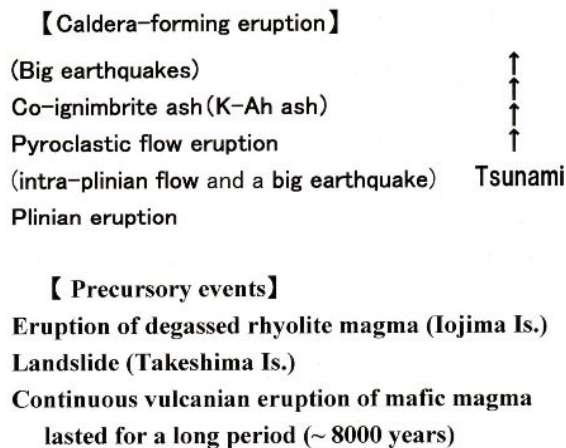 【Caldera-forming eruption】
(Big earthquakes) ↑
↑
Co-ignimbrite ash(K-Ah ash) ↑
Pyroclastic flow eruption ↑
(intra-plinian flow and a big earthquake) Tsunami
Plinian eruption
【 Precursory events】
Eruption of degassed rhyolite magma (Iojima Is.)
Landslide (Takeshima Is.)
Continuous vulcanian eruption of mafic magma
lasted for a long period (~ 8000 years)